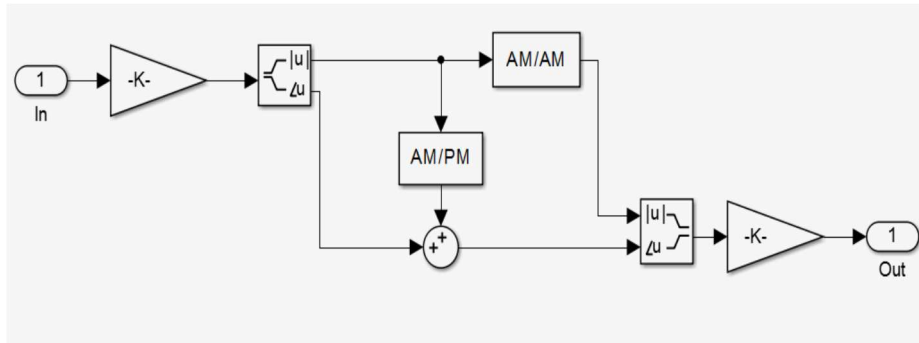 1
In
-K-
|u|
∠u
AM/AM
AM/PM
++
|u|
∠u
-K-
1
Out